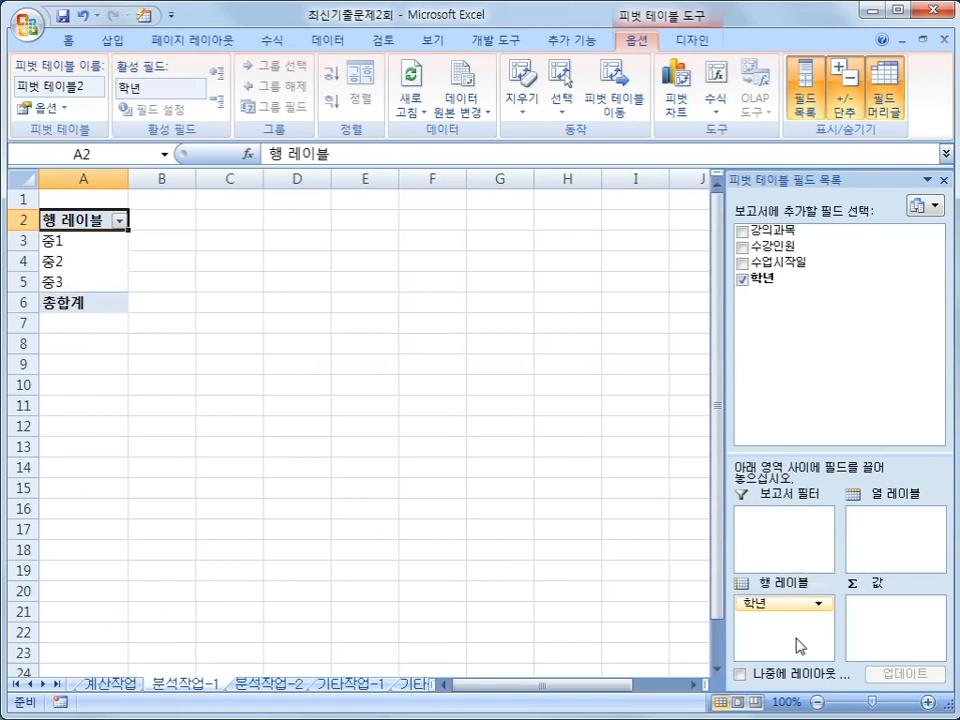 최신기출문제2회 - Microsoft Excel
피벗 테이블 도구
홈 삽입 페이지 레이아웃 수식 데이터 검토 보기 개발 도구 추가 기능 옵션 디자인
피벗 테이블 이름:
피벗 테이블2
옵션
피벗 테이블
활성 필드:
학년
필드 설정
활성 필드
그룹 선택
그룹 해제
그룹 필드
그룹
정렬
정렬
새로
고침
데이터
원본 변경
데이터
지우기
선택
피벗 테이블
이동
동작
피벗
차트
수식
OLAP
도구
도구
필드
목록
+/-
단추
필드
머리글
표시/숨기기
A2
fx
행 레이블
A B C D E F G H I J
1
2 행 레이블
3 중1
4 중2
5 중3
6 총합계
7
8
9
10
11
12
13
14
15
16
17
18
19
20
21
22
23
24
피벗 테이블 필드 목록
보고서에 추가할 필드 선택:
강의과목
수강인원
수업시작일
학년
아래 영역 사이에 필드를 끌어
놓으십시오.
보고서 필터
열 레이블
행 레이블
Σ 값
학년
나중에 레이아웃 ...
업데이트
계산작업 분석작업-1 분석작업-2 기타작업-1 기타
준비
100%